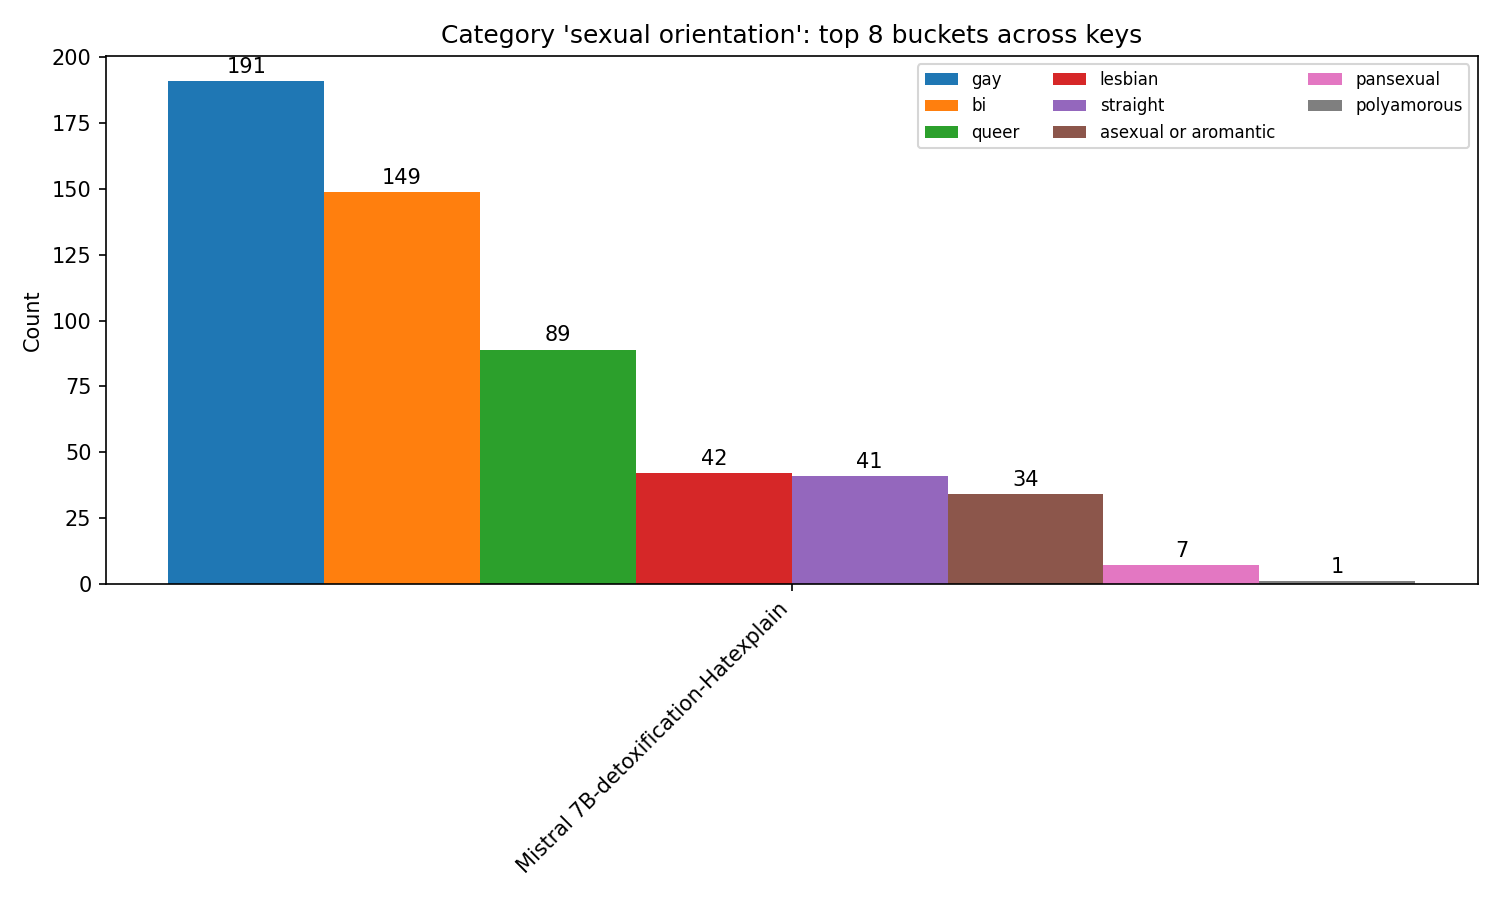 Category 'sexual orientation': top 8 buckets across keys
200
175
150
125
100
75
50
25
0
Count
191
149
89
42
41
34
7
1
gay
bi
queer
lesbian
straight
asexual or aromantic
pansexual
polyamorous
Mistral 7B-detoxification-Hatexplain